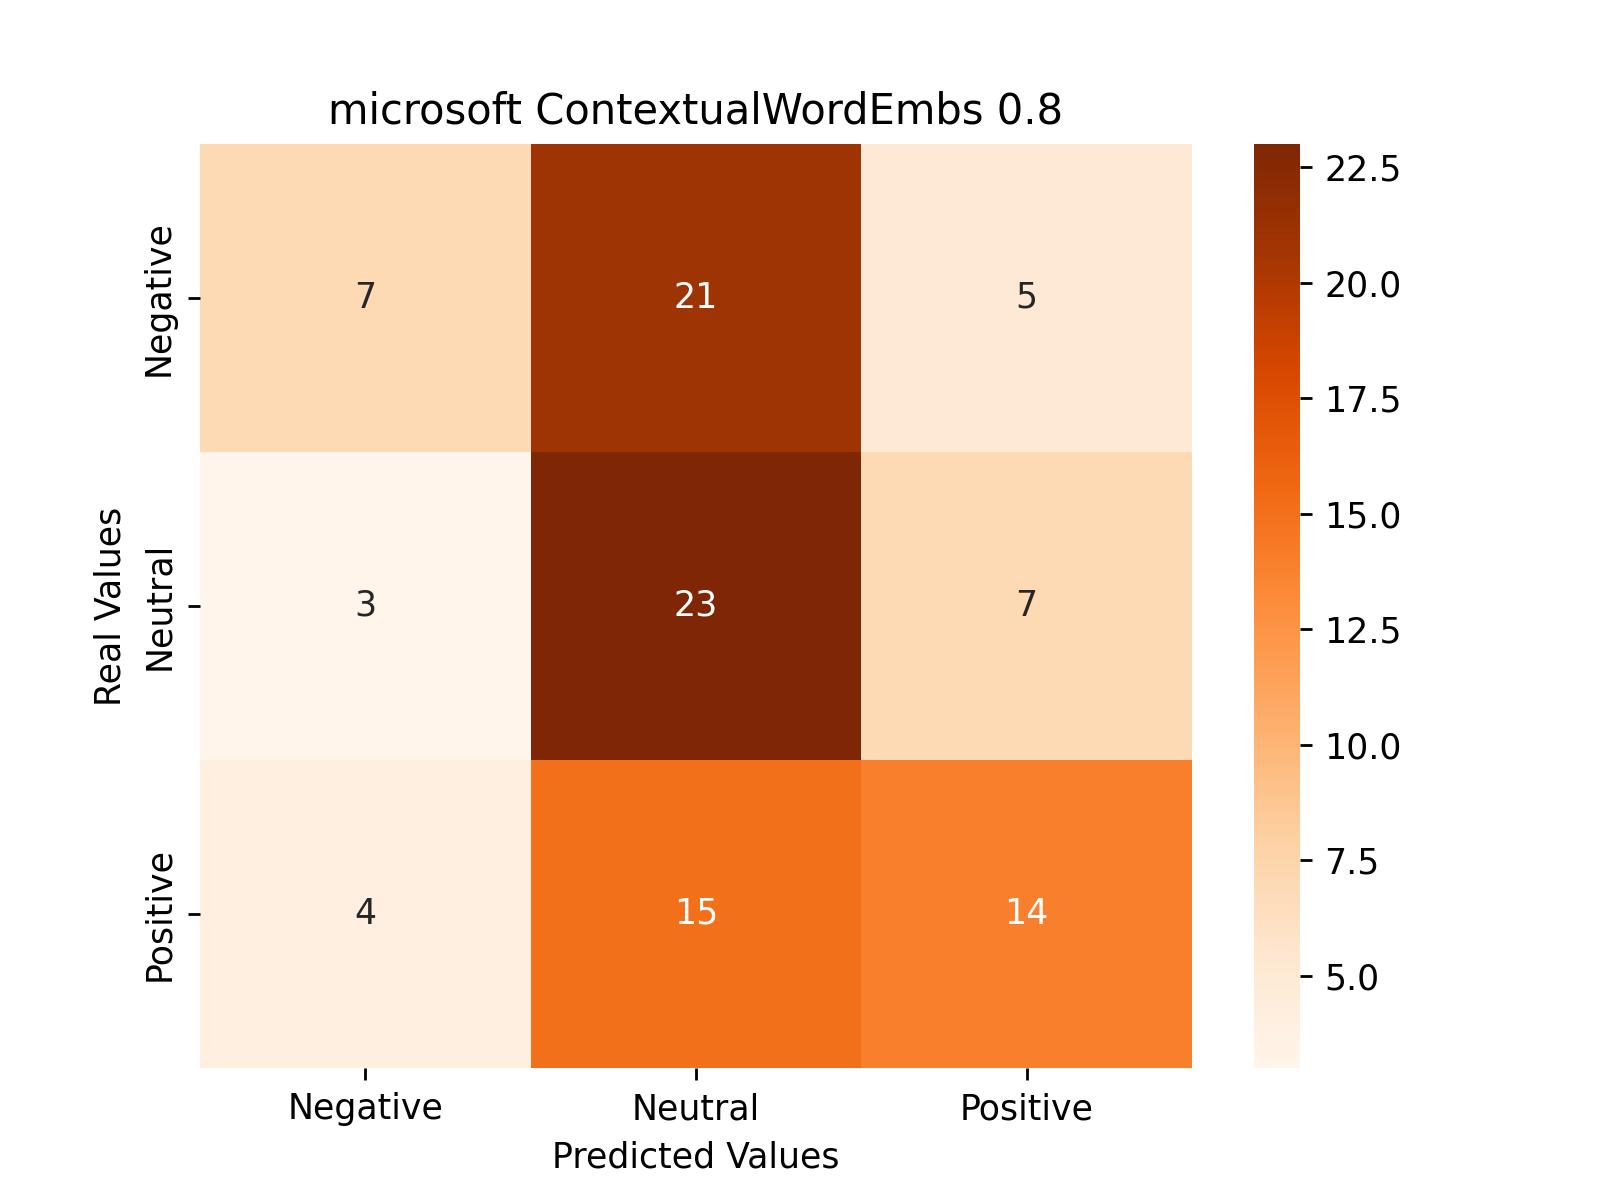 microsoft ContextualWordEmbs 0.8
Real Values
Negative
7 21 5
Neutral
3 23 7
Positive
4 15 14
Negative Neutral Positive
Predicted Values
22.5
20.0
17.5
15.0
12.5
10.0
7.5
5.0